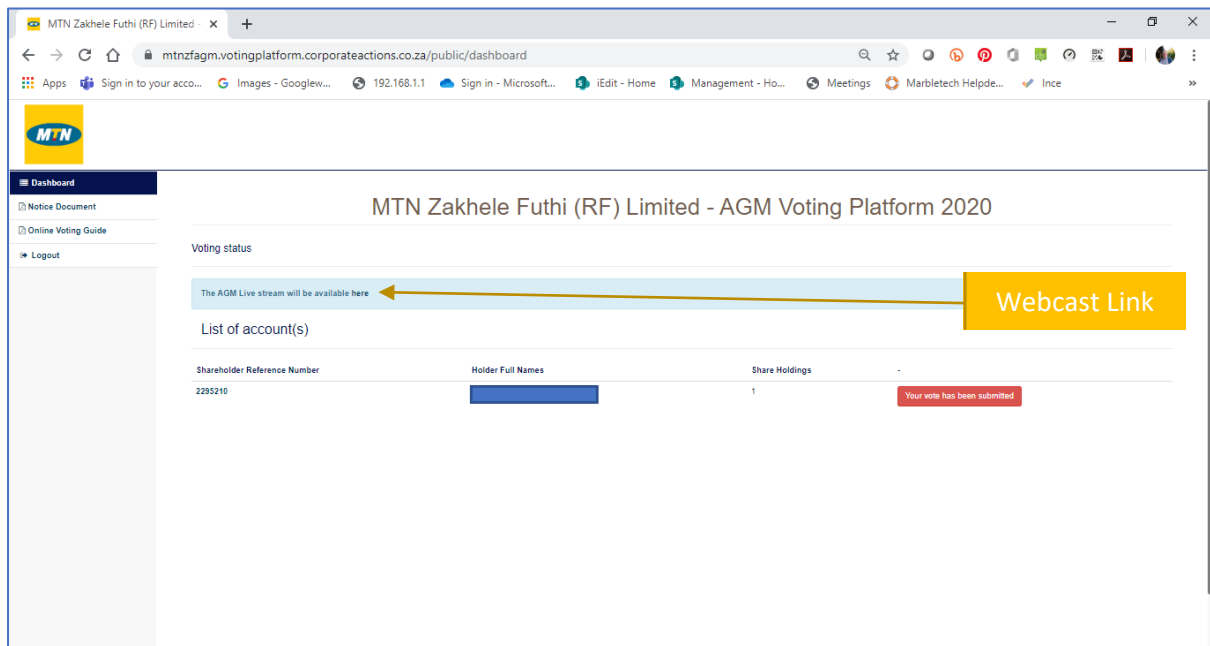 MTN Zakhele Futhi (RF) Limited -
mtnzfagm.votingplatform.corporateactions.co.za/public/dashboard
Apps Sign in to your acco... Images - Googlew... 192.168.1.1 Sign in - Microsoft... iEdit - Home Management - Ho... Meetings Marbletech Helpde... Ince »
MTN
Dashboard
Notice Document
Online Voting Guide
Logout
MTN Zakhele Futhi (RF) Limited - AGM Voting Platform 2020
Voting status
The AGM Live stream will be available here
Webcast Link
List of account(s)
Shareholder Reference Number Holder Full Names Share Holdings -
2295210 1 Your vote has been submitted